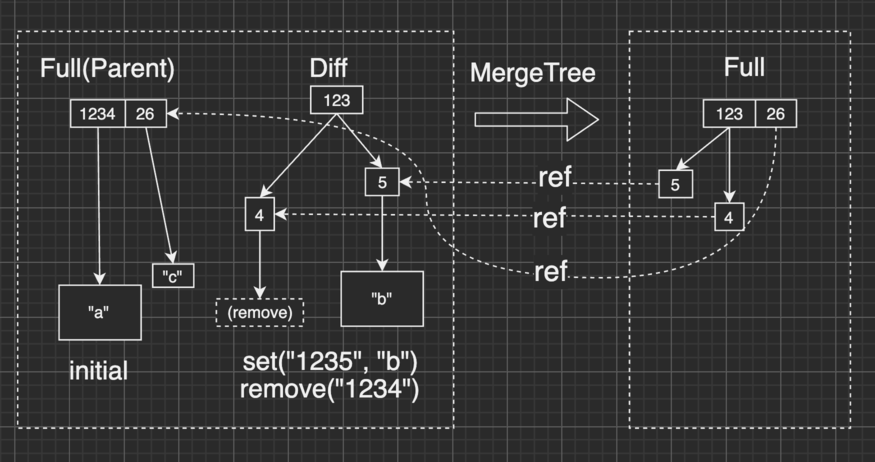 Full(Parent)
Diff
MergeTree
Full
1234 26
123
123 26
5
ref
5
4
ref
4
ref
"c"
"a"
(remove)
"b"
initial
set("1235", "b")
remove("1234")